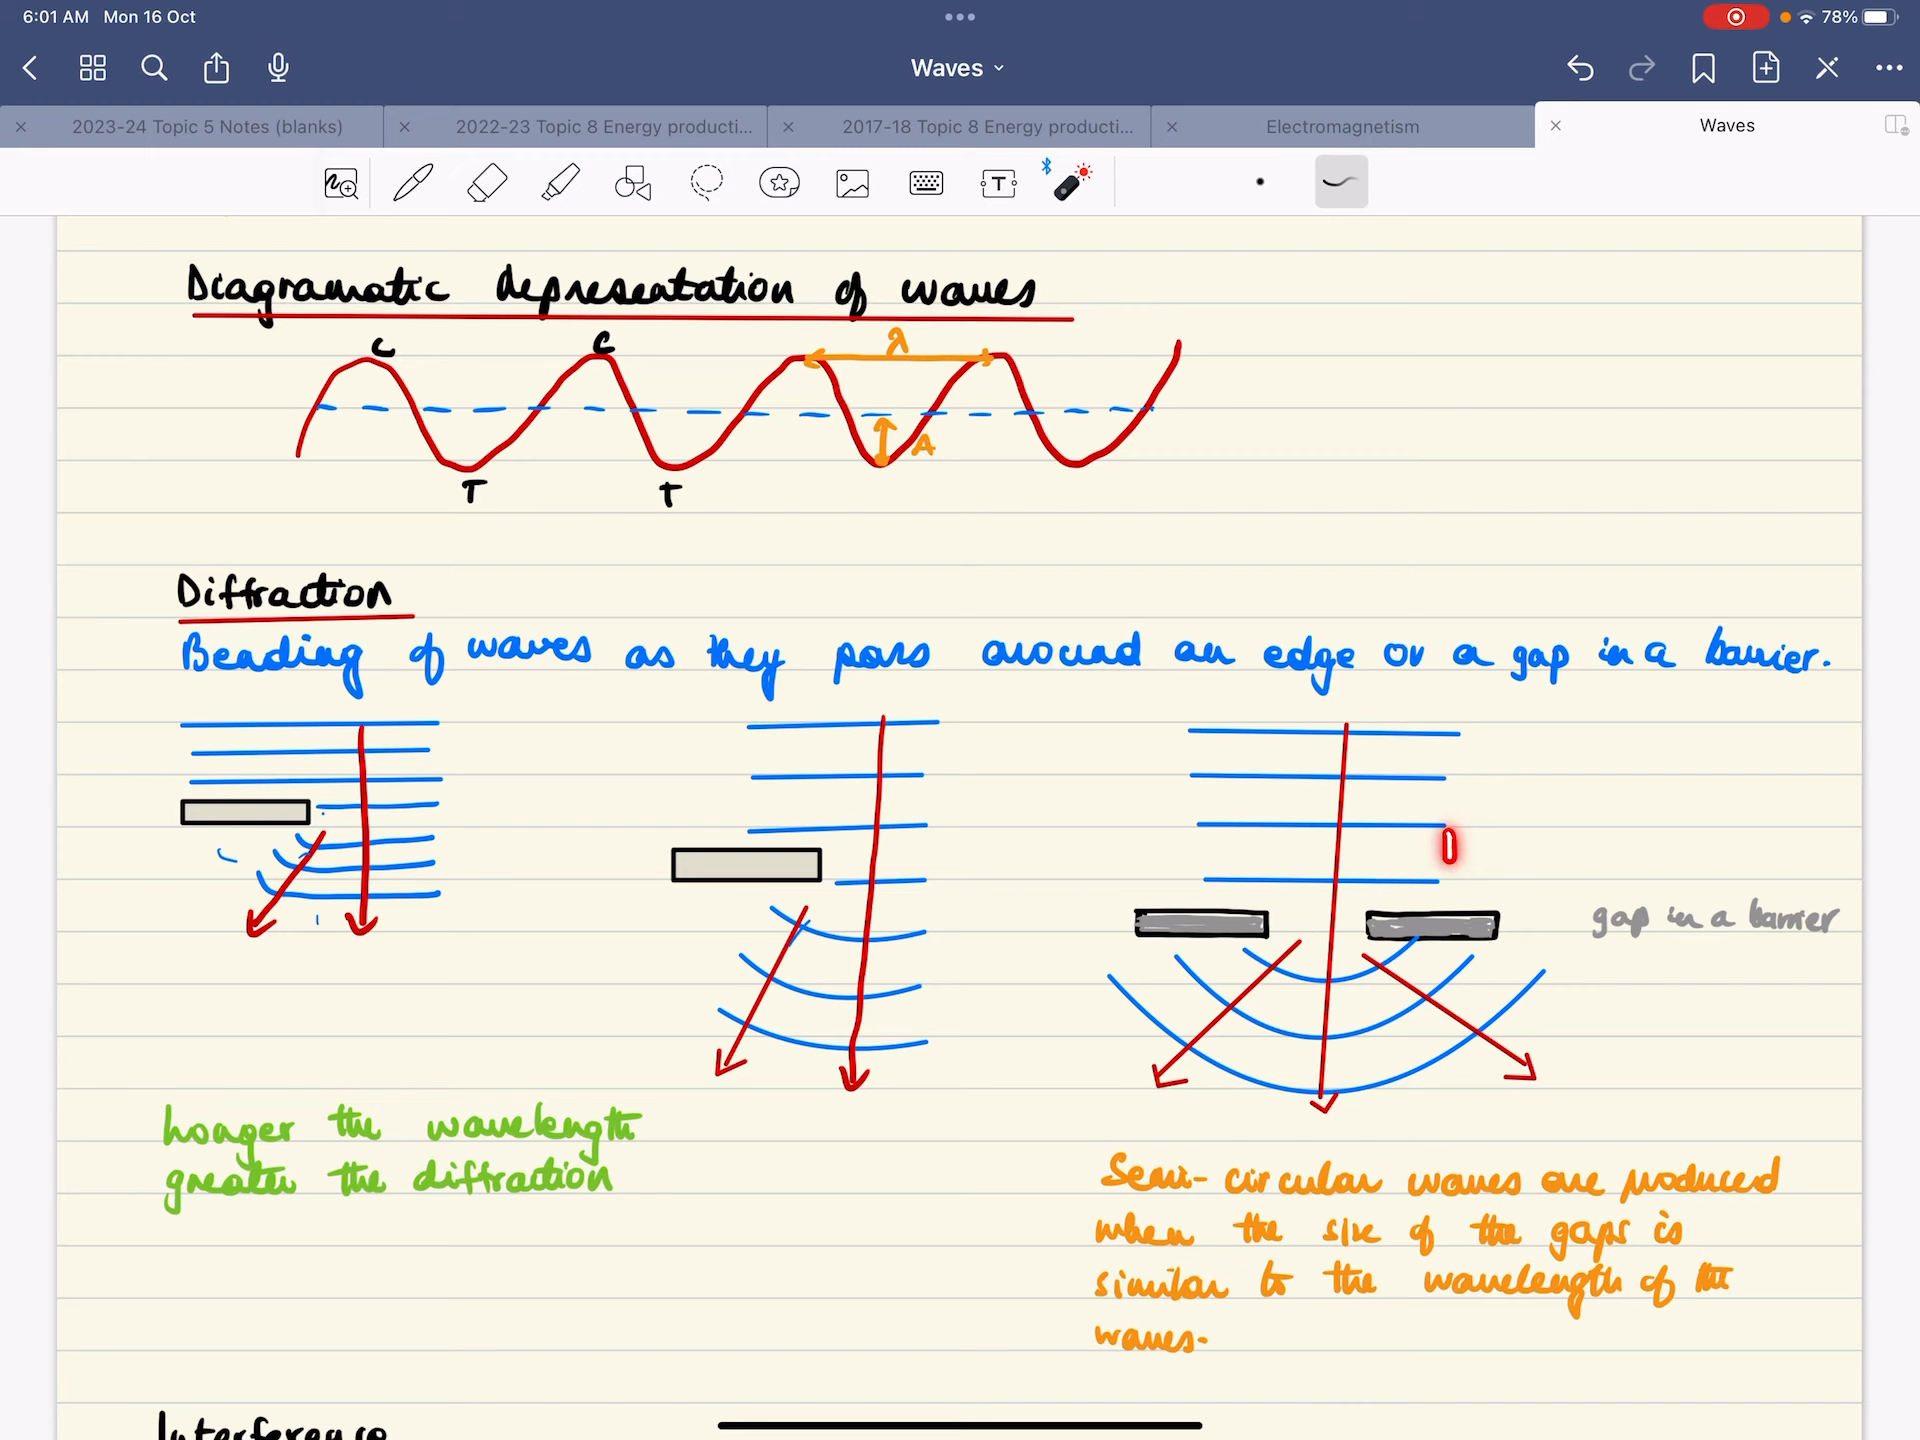 6:01 AM Mon 16 Oct
78%
Waves
2023-24 Topic 5 Notes (blanks)
2022-23 Topic 8 Energy producti...
2017-18 Topic 8 Energy producti...
Electromagnetism
Waves
Diagramatic representation of waves
C C λ
A
T T
Diffraction
Bending of waves as they pass around an edge or a gap in a barrier.
gap in a barrier
Longer the wavelength
greater the diffraction
Semi-circular waves are produced
when the size of the gaps is
similar to the wavelength of the
waves.
Interference